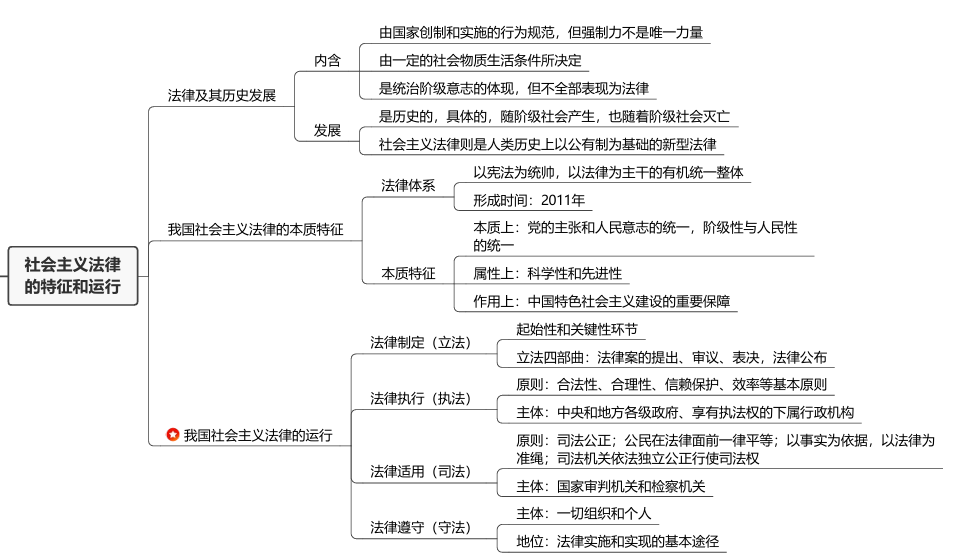 社会主义法律
的特征和运行
法律及其历史发展
内含
由国家创制和实施的行为规范，但强制力不是唯一力量
由一定的社会物质生活条件所决定
是统治阶级意志的体现，但不全部表现为法律
发展
是历史的，具体的，随阶级社会产生，也随着阶级社会灭亡
社会主义法律则是人类历史上以公有制为基础的新型法律
我国社会主义法律的本质特征
法律体系
以宪法为统帅，以法律为主干的有机统一整体
形成时间：2011年
本质特征
本质上：党的主张和人民意志的统一，阶级性与人民性
的统一
属性上：科学性和先进性
作用上：中国特色社会主义建设的重要保障
我国社会主义法律的运行
法律制定（立法）
起始性和关键性环节
立法四部曲：法律案的提出、审议、表决，法律公布
法律执行（执法）
原则：合法性、合理性、信赖保护、效率等基本原则
主体：中央和地方各级政府、享有执法权的下属行政机构
法律适用（司法）
原则：司法公正；公民在法律面前一律平等；以事实为依据，以法律为
准绳；司法机关依法独立公正行使司法权
主体：国家审判机关和检察机关
法律遵守（守法）
主体：一切组织和个人
地位：法律实施和实现的基本途径